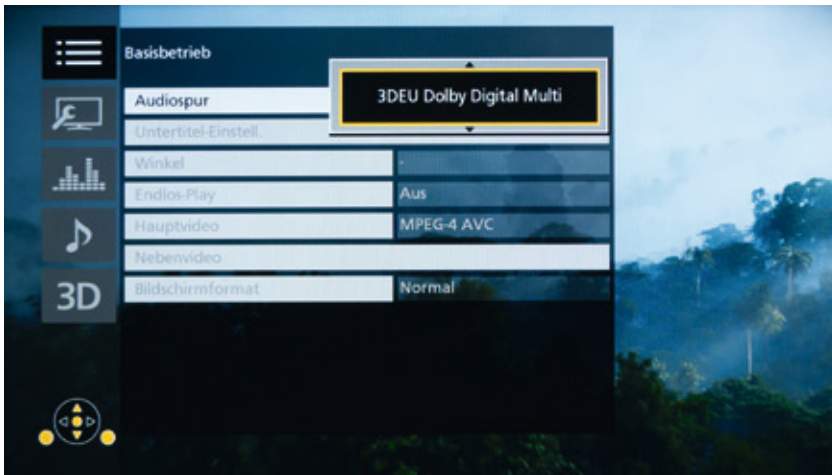 Basisbetrieb
Audiospur
3DEU Dolby Digital Multi
Untertitel-Einstell.
Winkel -
Endlos-Play Aus
Hauptvideo MPEG-4 AVC
Nebenvideo
Bildschirmformat Normal
3D